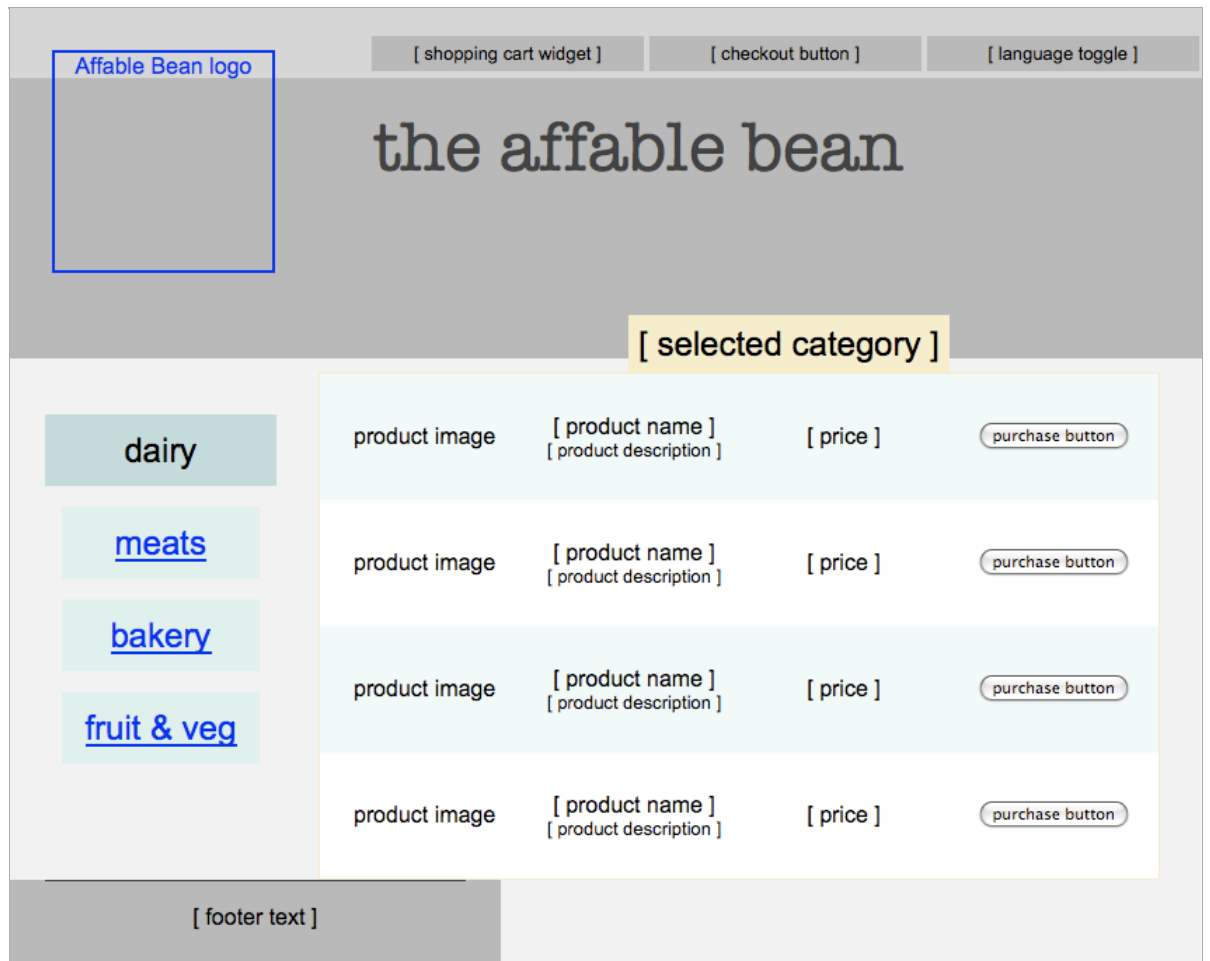 Affable Bean logo
[ shopping cart widget ]
[ checkout button ]
[ language toggle ]
the affable bean
[ selected category ]
dairy
meats
bakery
fruit & veg
product image
[ product name ]
[ product description ]
[ price ]
purchase button
product image
[ product name ]
[ product description ]
[ price ]
purchase button
product image
[ product name ]
[ product description ]
[ price ]
purchase button
product image
[ product name ]
[ product description ]
[ price ]
purchase button
[ footer text ]